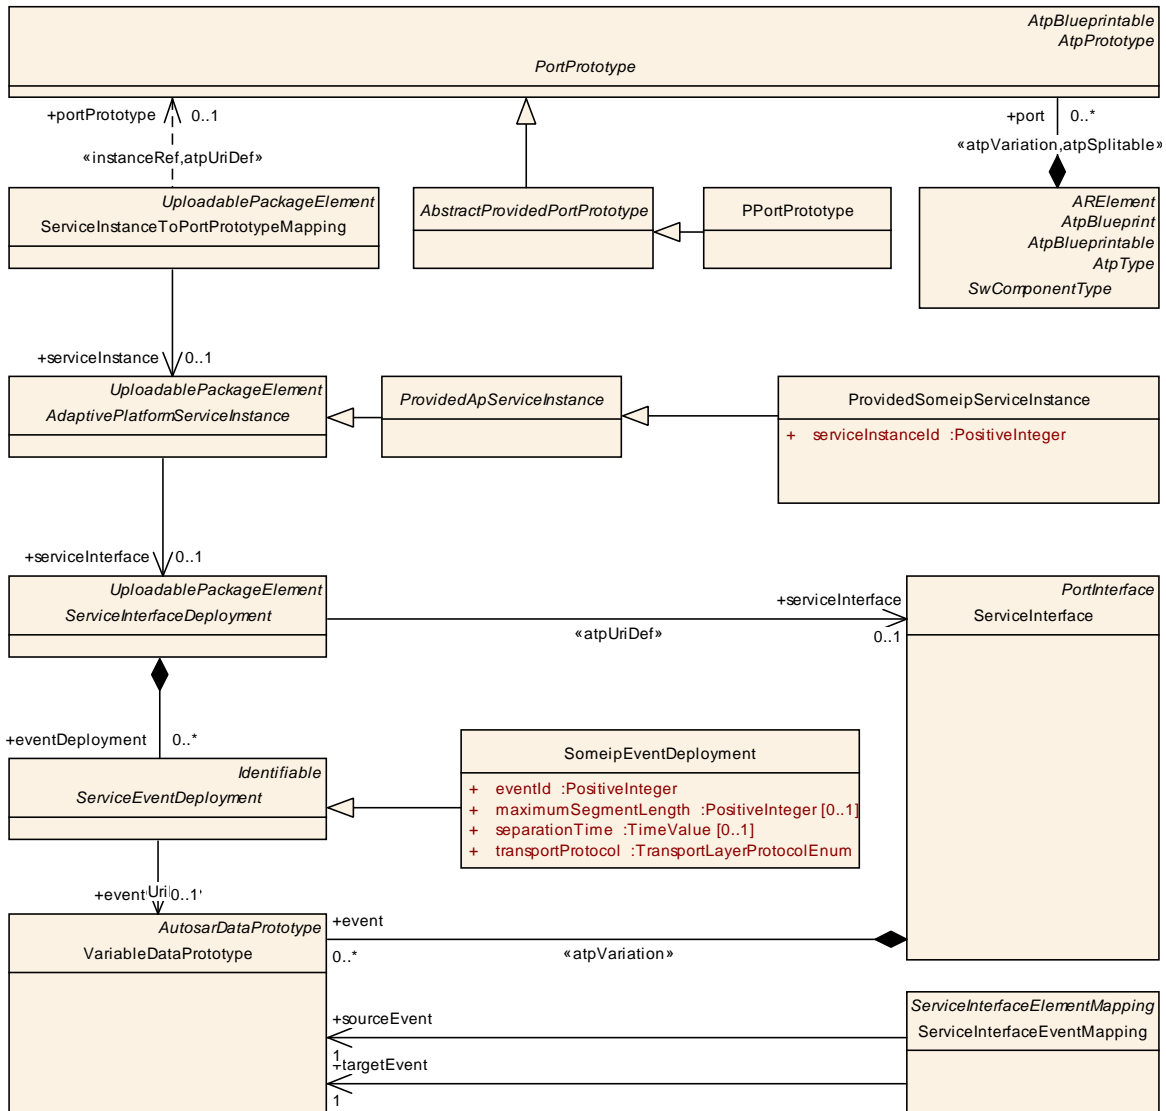 AtpBlueprintable
AtpPrototype
PortPrototype
+portPrototype
0..1
+port
0..*
«instanceRef,atpUriDef»
«atpVariation,atpSplitable»
UploadablePackageElement
ServiceInstanceToPortPrototypeMapping
AbstractProvidedPortPrototype
PPortPrototype
ARElement
AtpBlueprint
AtpBlueprintable
AtpType
SwComponentType
+serviceInstance
0..1
UploadablePackageElement
AdaptivePlatformServiceInstance
ProvidedApServiceInstance
ProvidedSomeipServiceInstance
+ serviceInstanceId :PositiveInteger
+serviceInterface
0..1
UploadablePackageElement
ServiceInterfaceDeployment
+serviceInterface
0..1
«atpUriDef»
PortInterface
ServiceInterface
+eventDeployment
0..*
Identifiable
ServiceEventDeployment
SomeipEventDeployment
+ eventId :PositiveInteger
+ maximumSegmentLength :PositiveInteger [0..1]
+ separationTime :TimeValue [0..1]
+ transportProtocol :TransportLayerProtocolEnum
+event
0..1
AutosarDataPrototype
VariableDataPrototype
+event
0..*
«atpVariation»
ServiceInterfaceElementMapping
ServiceInterfaceEventMapping
+sourceEvent
1
+targetEvent
1